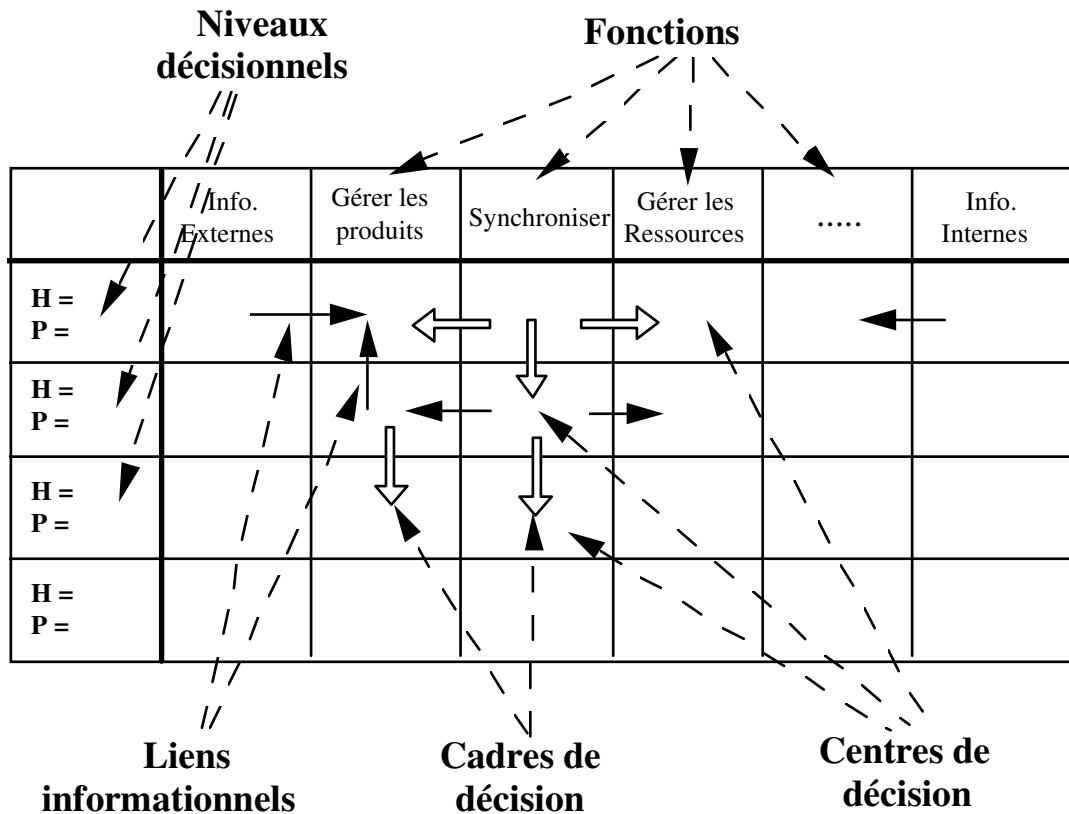 Niveaux
décisionnels
Fonctions
Info.
Externes
Gérer les
produits
Synchroniser
Gérer les
Ressources
.....
Info.
Internes
H =
P =
H =
P =
H =
P =
H =
P =
Liens
informationnels
Cadres de
décision
Centres de
décision